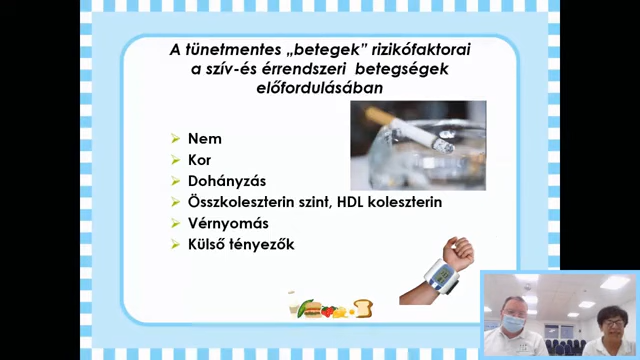 A tünetmentes „betegek” rizikófaktorai
a szív-és érrendszeri betegségek
előfordulásában
Nem
Kor
Dohányzás
Összkoleszterin szint, HDL koleszterin
Vérnyomás
Külső tényezők